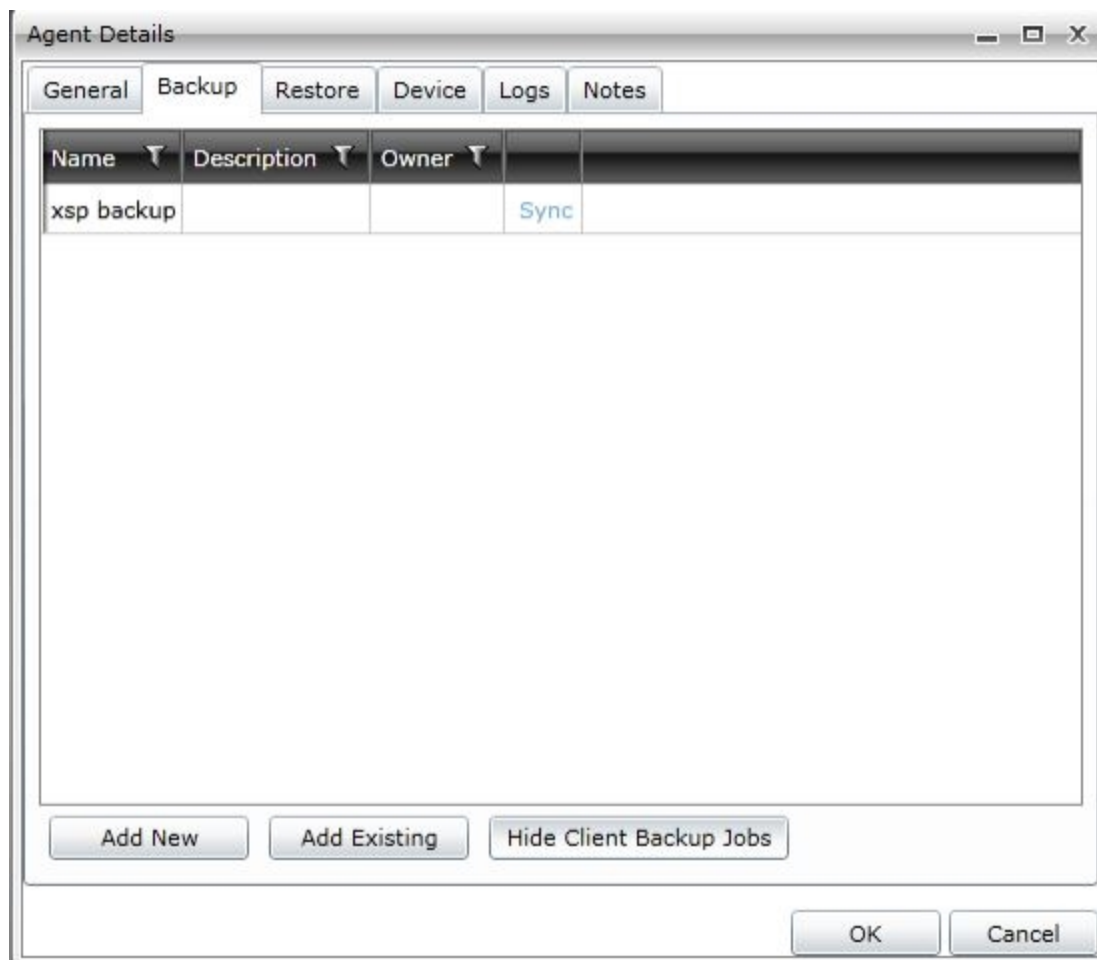 Agent Details
General Backup Restore Device Logs Notes
Name Description Owner
xsp backup Sync
Add New Add Existing Hide Client Backup Jobs
OK Cancel